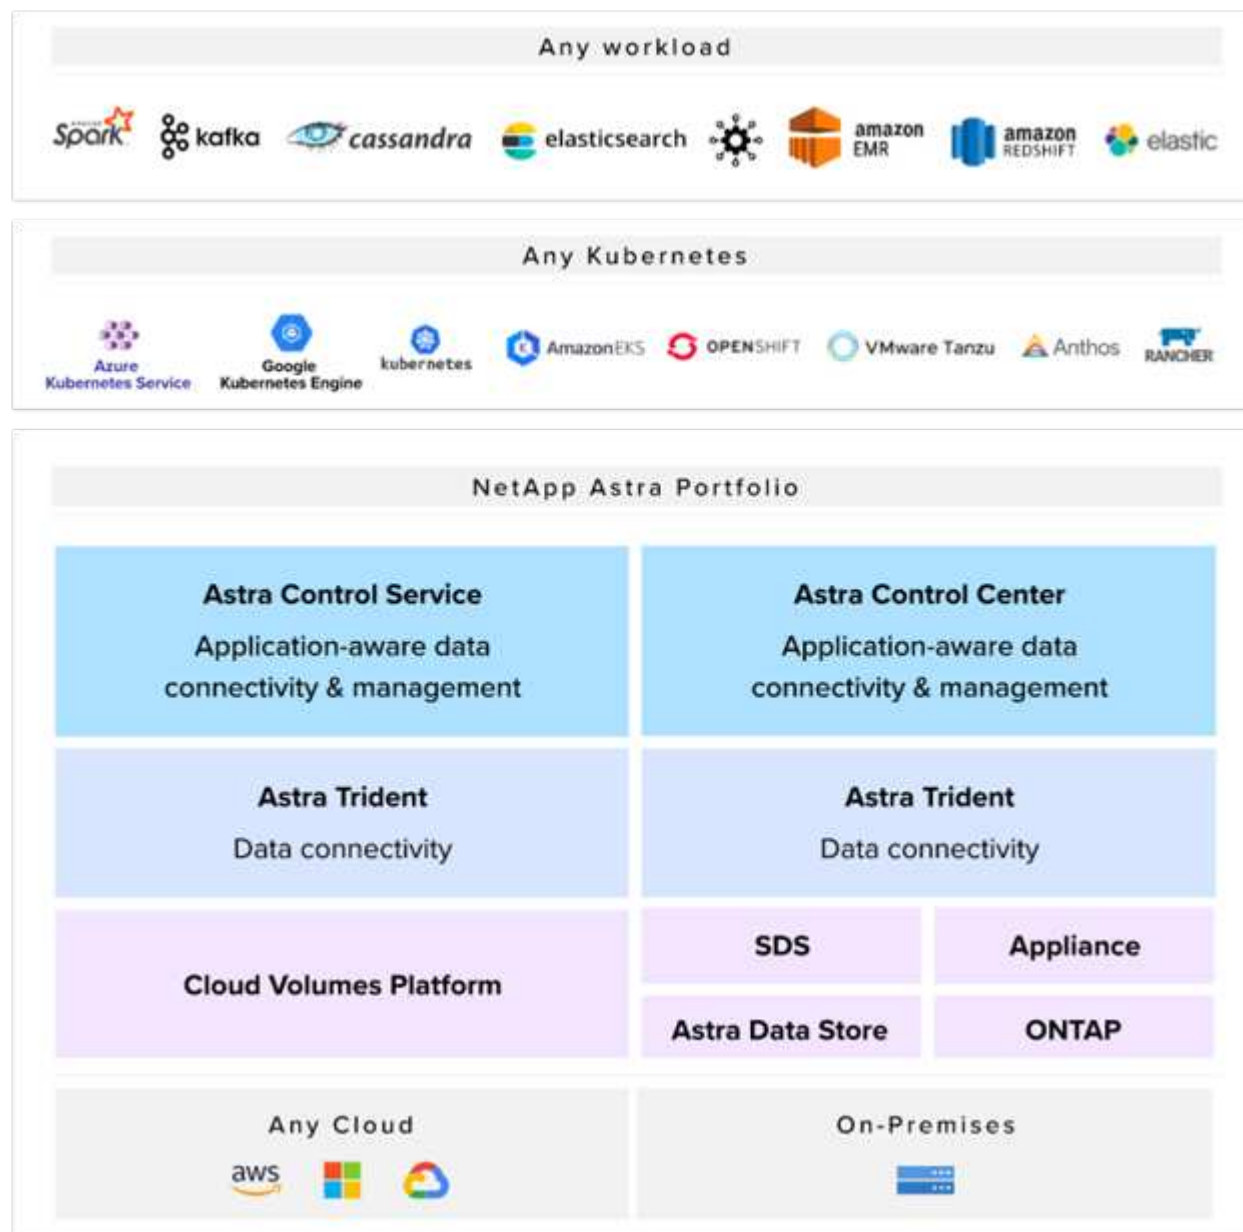 Any workload
APACHE
Spark
kafka
cassandra
elasticsearch
amazon
EMR
amazon
REDSHIFT
elastic
Any Kubernetes
Azure
Kubernetes Service
Google
Kubernetes Engine
kubernetes
Amazon EKS
OPENSHIFT
VMware Tanzu
Anthos
RANCHER
NetApp Astra Portfolio
Astra Control Service
Application-aware data
connectivity & management
Astra Control Center
Application-aware data
connectivity & management
Astra Trident
Data connectivity
Astra Trident
Data connectivity
Cloud Volumes Platform
SDS
Appliance
Astra Data Store
ONTAP
Any Cloud
aws
On-Premises